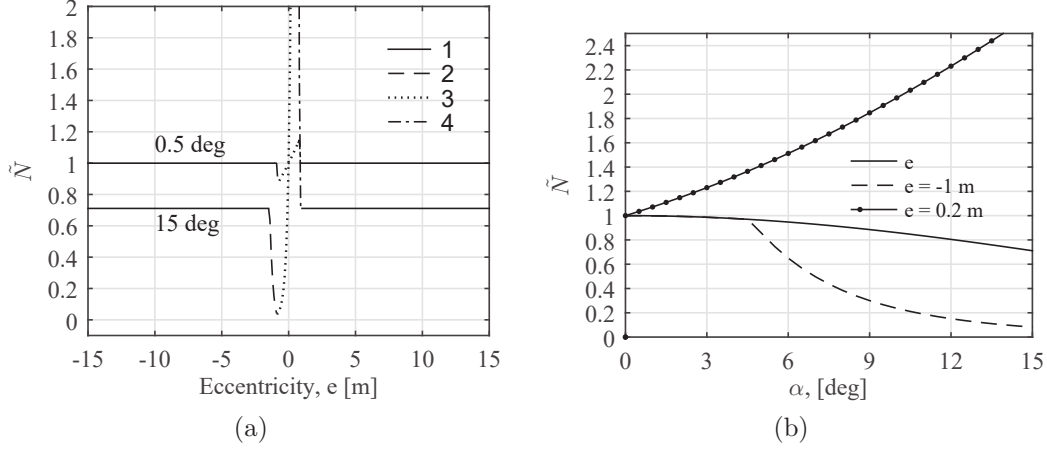 2
1.8
1.6
1.4
1.2
1
0.8
0.6
0.4
0.2
0
Ñ
1
2
3
4
0.5 deg
15 deg
-15 -10 -5 0 5 10 15
Eccentricity, e [m]
(a)
2.4
2.2
2
1.8
1.6
1.4
1.2
1
0.8
0.6
0.4
0.2
0
Ñ
e
e = -1 m
e = 0.2 m
0 3 6 9 12 15
α, [deg]
(b)